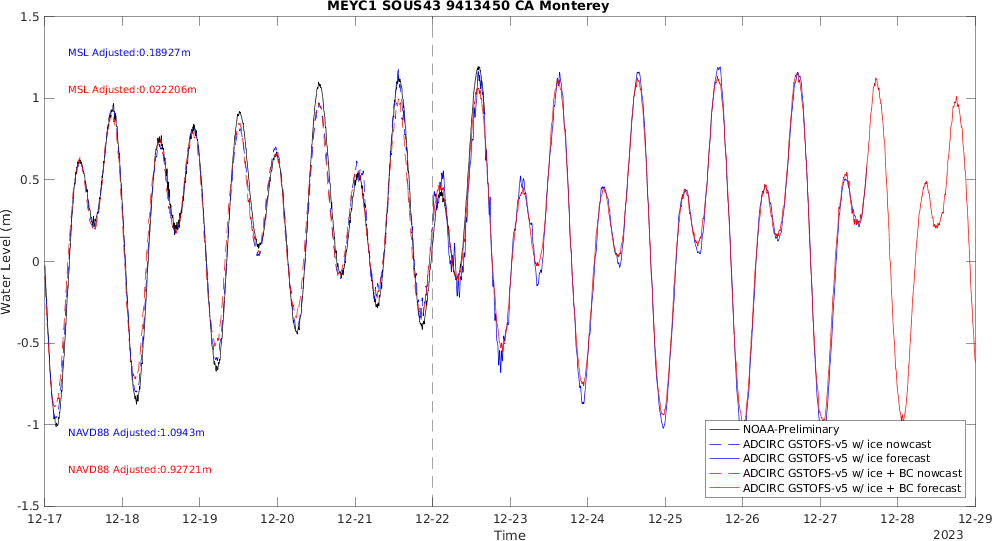 MEYC1 SOUS43 9413450 CA Monterey
1.5
1
0.5
0
-0.5
-1
-1.5
Water Level (m)
MSL Adjusted:0.18927m
MSL Adjusted:0.022206m
NAVD88 Adjusted:1.0943m
NAVD88 Adjusted:0.92721m
NOAA-Preliminary
ADCIRC GSTOFS-v5 w/ ice nowcast
ADCIRC GSTOFS-v5 w/ ice forecast
ADCIRC GSTOFS-v5 w/ ice + BC nowcast
ADCIRC GSTOFS-v5 w/ ice + BC forecast
12-17 12-18 12-19 12-20 12-21 12-22 12-23 12-24 12-25 12-26 12-27 12-28 12-29
Time
2023